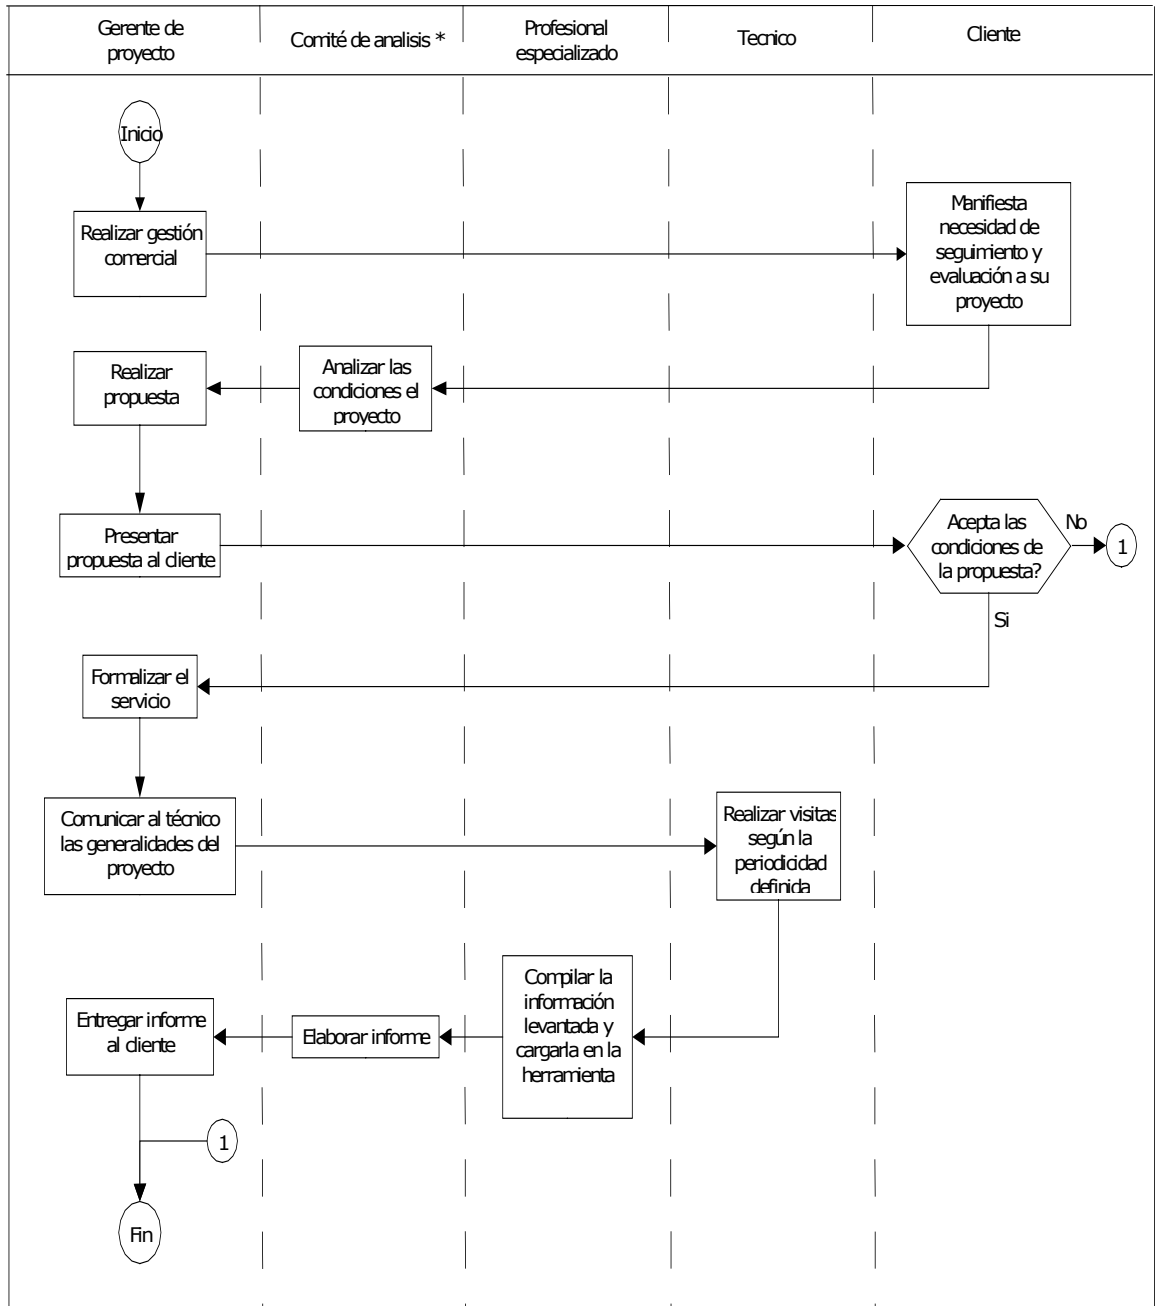 Gerente de
proyecto
Comité de analisis *
Profesional
especializado
Tecnico
Cliente
Inicio
Realizar gestión
comercial
Manifiesta
necesidad de
seguimiento y
evaluación a su
proyecto
Realizar
propuesta
Analizar las
condiciones el
proyecto
Presentar
propuesta al cliente
Acepta las
condiciones de
la propuesta?
No
1
Si
Formalizar el
servicio
Comunicar al técnico
las generalidades del
proyecto
Realizar visitas
según la
periodicidad
definida
Compilar la
información
levantada y
cargarla en la
herramienta
Elaborar informe
Entregar informe
al cliente
1
Fin